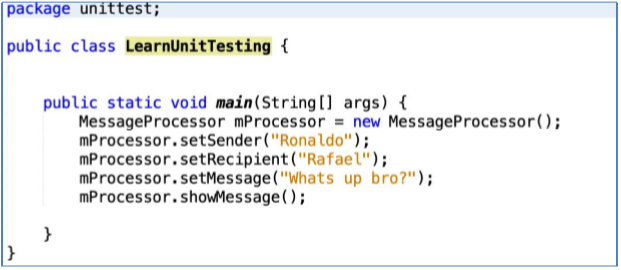 package unittest;
public class LearnUnitTesting {
public static void main(String[] args) {
MessageProcessor mProcessor = new MessageProcessor();
mProcessor.setSender("Ronaldo");
mProcessor.setRecipient("Rafael");
mProcessor.setMessage("Whats up bro?");
mProcessor.showMessage();
}
}